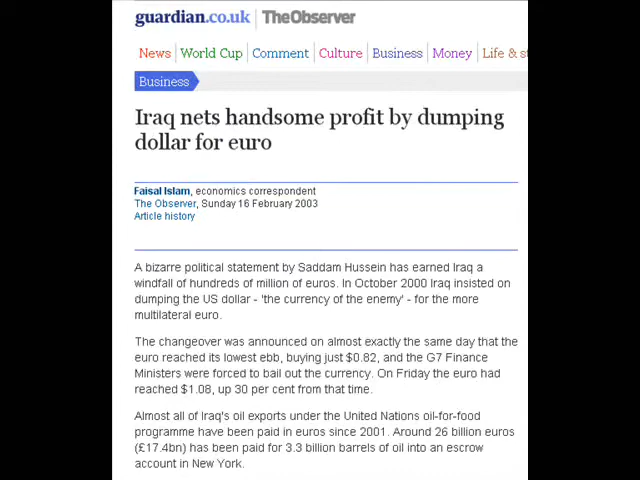 guardian.co.uk | TheObserver
News World Cup Comment Culture Business Money Life & s
Business
Iraq nets handsome profit by dumping
dollar for euro
Faisal Islam, economics correspondent
The Observer, Sunday 16 February 2003
Article history
A bizarre political statement by Saddam Hussein has earned Iraq a
windfall of hundreds of million of euros. In October 2000 Iraq insisted on
dumping the US dollar - 'the currency of the enemy' - for the more
multilateral euro.
The changeover was announced on almost exactly the same day that the
euro reached its lowest ebb, buying just $0.82, and the G7 Finance
Ministers were forced to bail out the currency. On Friday the euro had
reached $1.08, up 30 per cent from that time.
Almost all of Iraq's oil exports under the United Nations oil-for-food
programme have been paid in euros since 2001. Around 26 billion euros
(£17.4bn) has been paid for 3.3 billion barrels of oil into an escrow
account in New York.